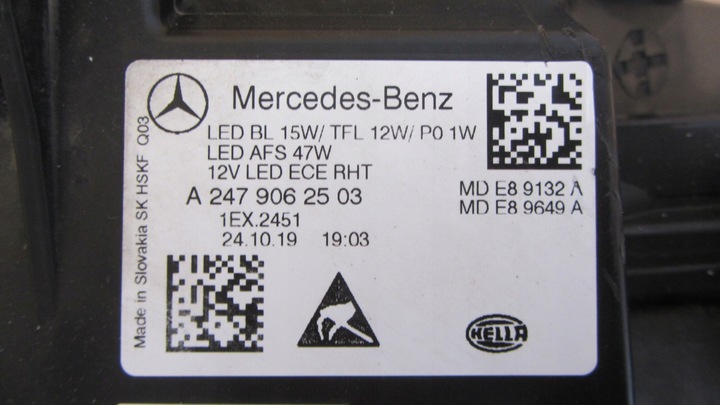 Mercedes-Benz
LED BL 15W/ TFL 12W/ P0 1W
LED AFS 47W
12V LED ECE RHT
A 247 906 25 03
1EX.2451
24.10.19 19:03
MD E8 9132 A
MD E8 9649 A
Made in Slovakia SK HSKF Q03
HELLA